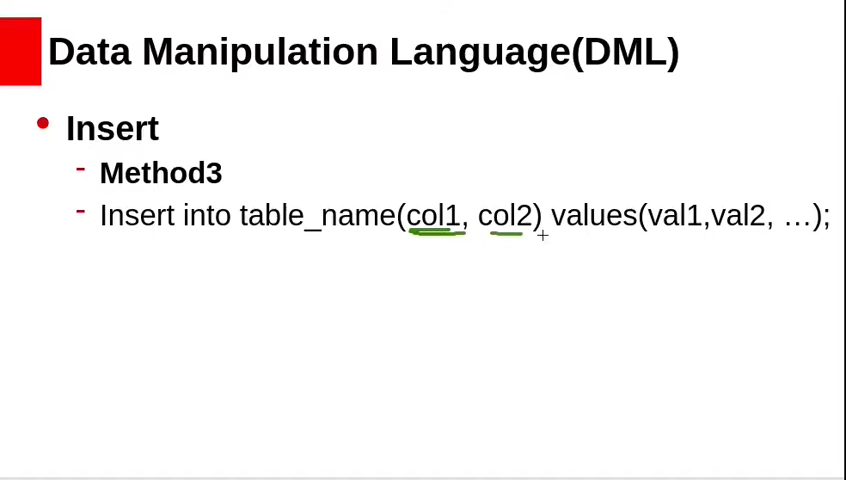 Data Manipulation Language(DML)
Insert
Method3
Insert into table_name(col1, col2) values(val1,val2, …);